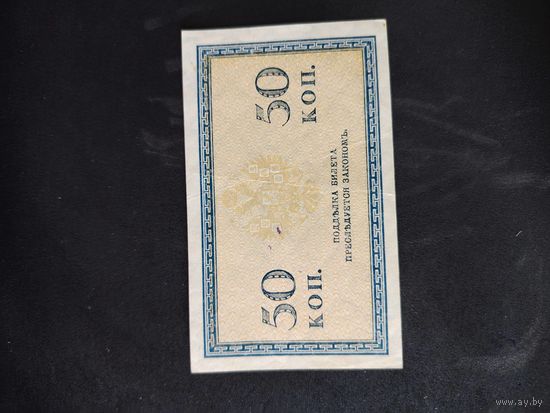 50 50
КОП. КОП.
ПОДДѢЛКА БИЛЕТА
ПРЕСЛѢДУЕТСЯ ЗАКОНОМЪ.
www.ay.by